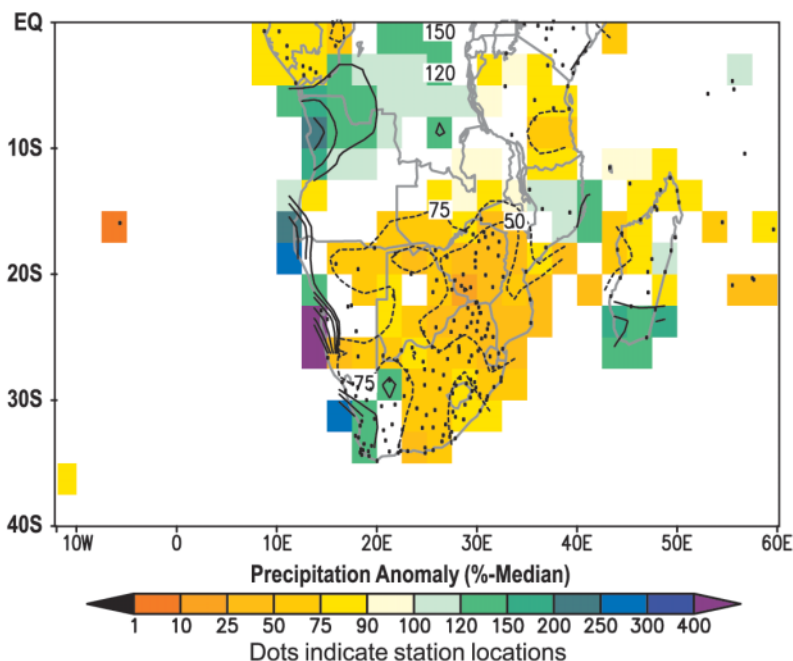 EQ
150
120
10S
75
50
20S
75
30S
40S
10W 0 10E 20E 30E 40E 50E 60E
Precipitation Anomaly (%-Median)
1 10 25 50 75 90 100 120 150 200 250 300 400
Dots indicate station locations